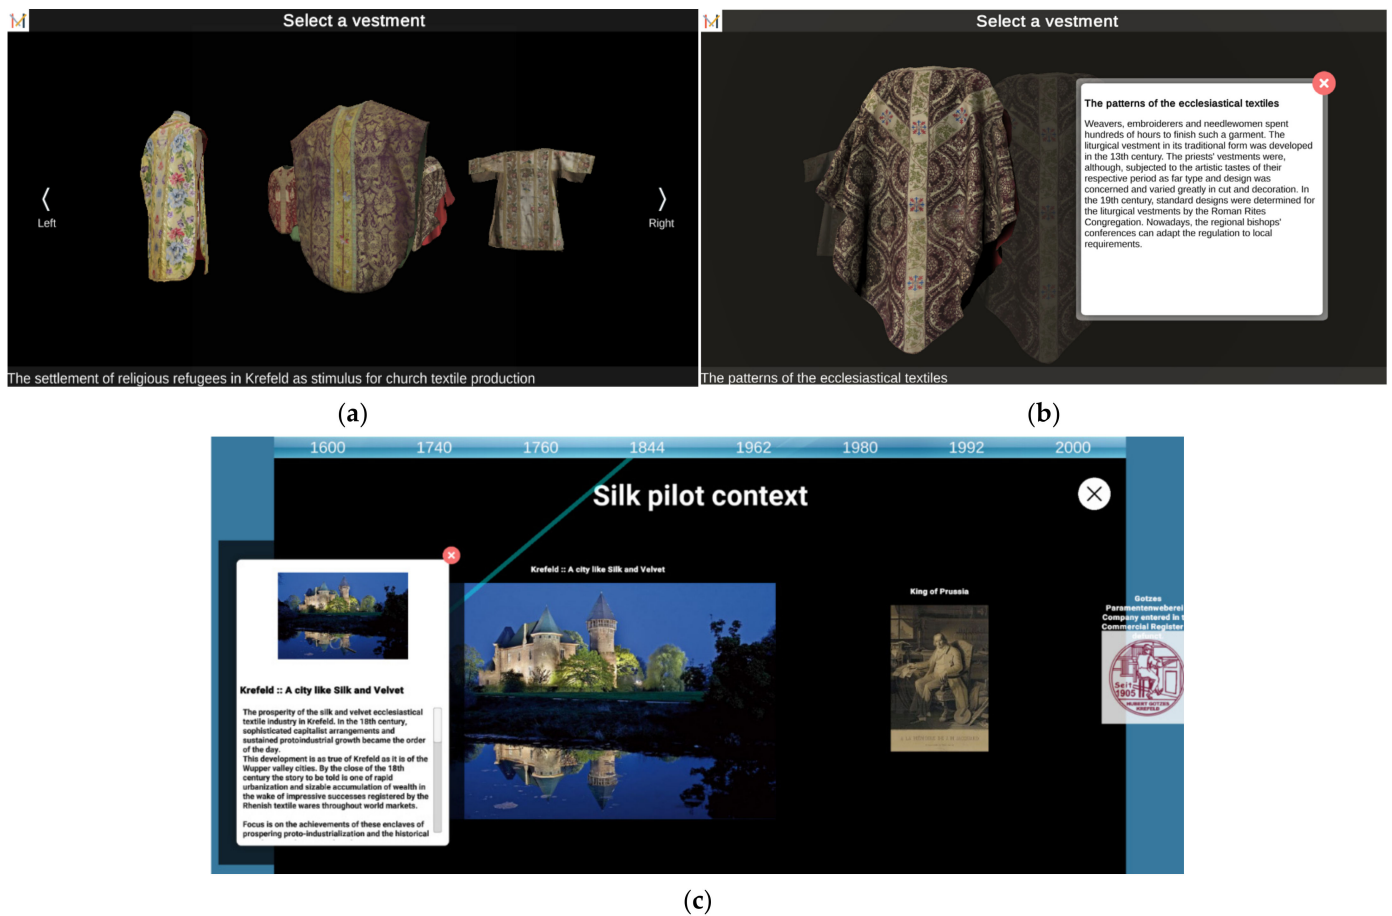 Select a vestment
Left
Right
The settlement of religious refugees in Krefeld as stimulus for church textile production
(a)
Select a vestment
The patterns of the ecclesiastical textiles
Weavers, embroiderers and needlewomen spent
hundreds of hours to finish such a garment. The
liturgical vestment in its traditional form was developed
in the 13th century. The priests' vestments were,
although, subjected to the artistic tastes of their
respective period as far type and design was
concerned and varied greatly in cut and decoration. In
the 19th century, standard designs were determined for
the liturgical vestments by the Roman Rites
Congregation. Nowadays, the regional bishops'
conferences can adapt the regulation to local
requirements.
The patterns of the ecclesiastical textiles
(b)
1600 1740 1760 1844 1962 1980 1992 2000
Silk pilot context
Krefeld :: A city like Silk and Velvet
The prosperity of the silk and velvet ecclesiastical
textile industry in Krefeld. In the 18th century,
sophisticated capitalist arrangements and
sustained protoindustrial growth became the order
of the day.
This development is as true of Krefeld as it is of the
Wupper valley cities. By the close of the 18th
century the story to be told is one of rapid
urbanization and sizable accumulation of wealth in
the wake of impressive successes registered by the
Rhenish textile wares throughout world markets.
Focus is on the achievements of these enclaves of
prospering proto-industrialization and the historical
Krefeld :: A city like Silk and Velvet
King of Prussia
Gotzes
Paramentenweberei
Company entered in t
Commercial Register
Seit
1905
HUBERT GOTZES
KREFELD
(c)